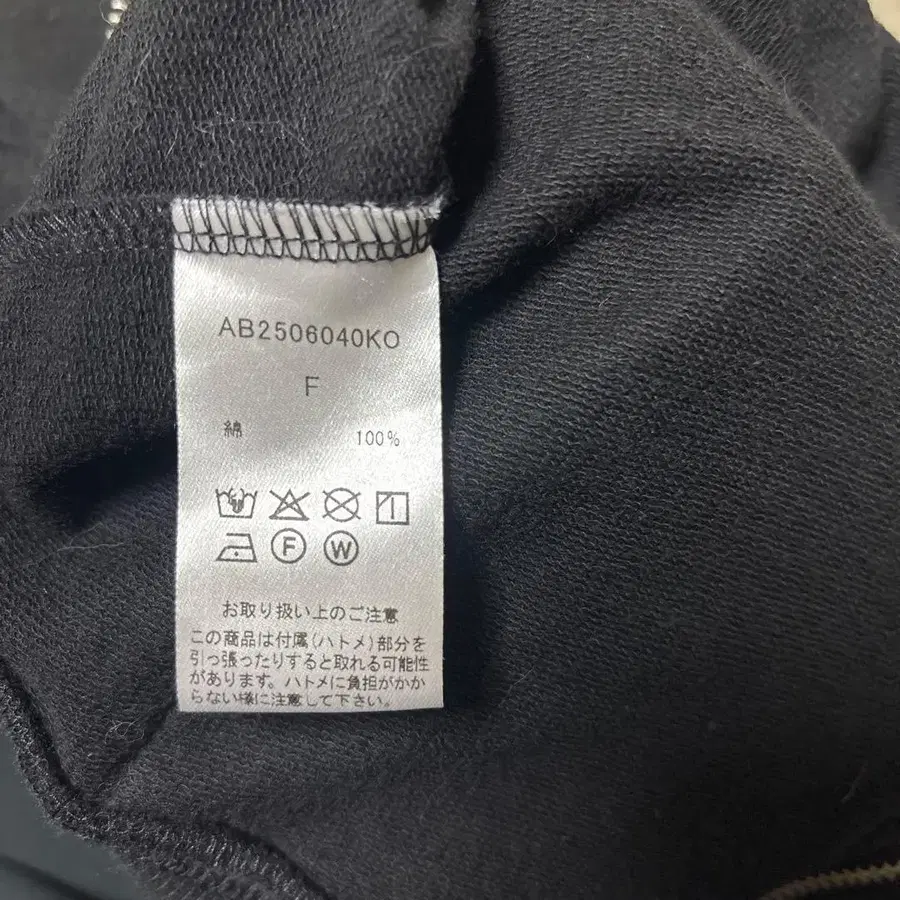 AB2506040KO
F
綿 100%
F W
お取り扱い上のご注意
この商品は付属(ハトメ)部分を
引っ張ったりすると取れる可能性
があります。ハトメに負担がかか
らない様に注意して下さい。